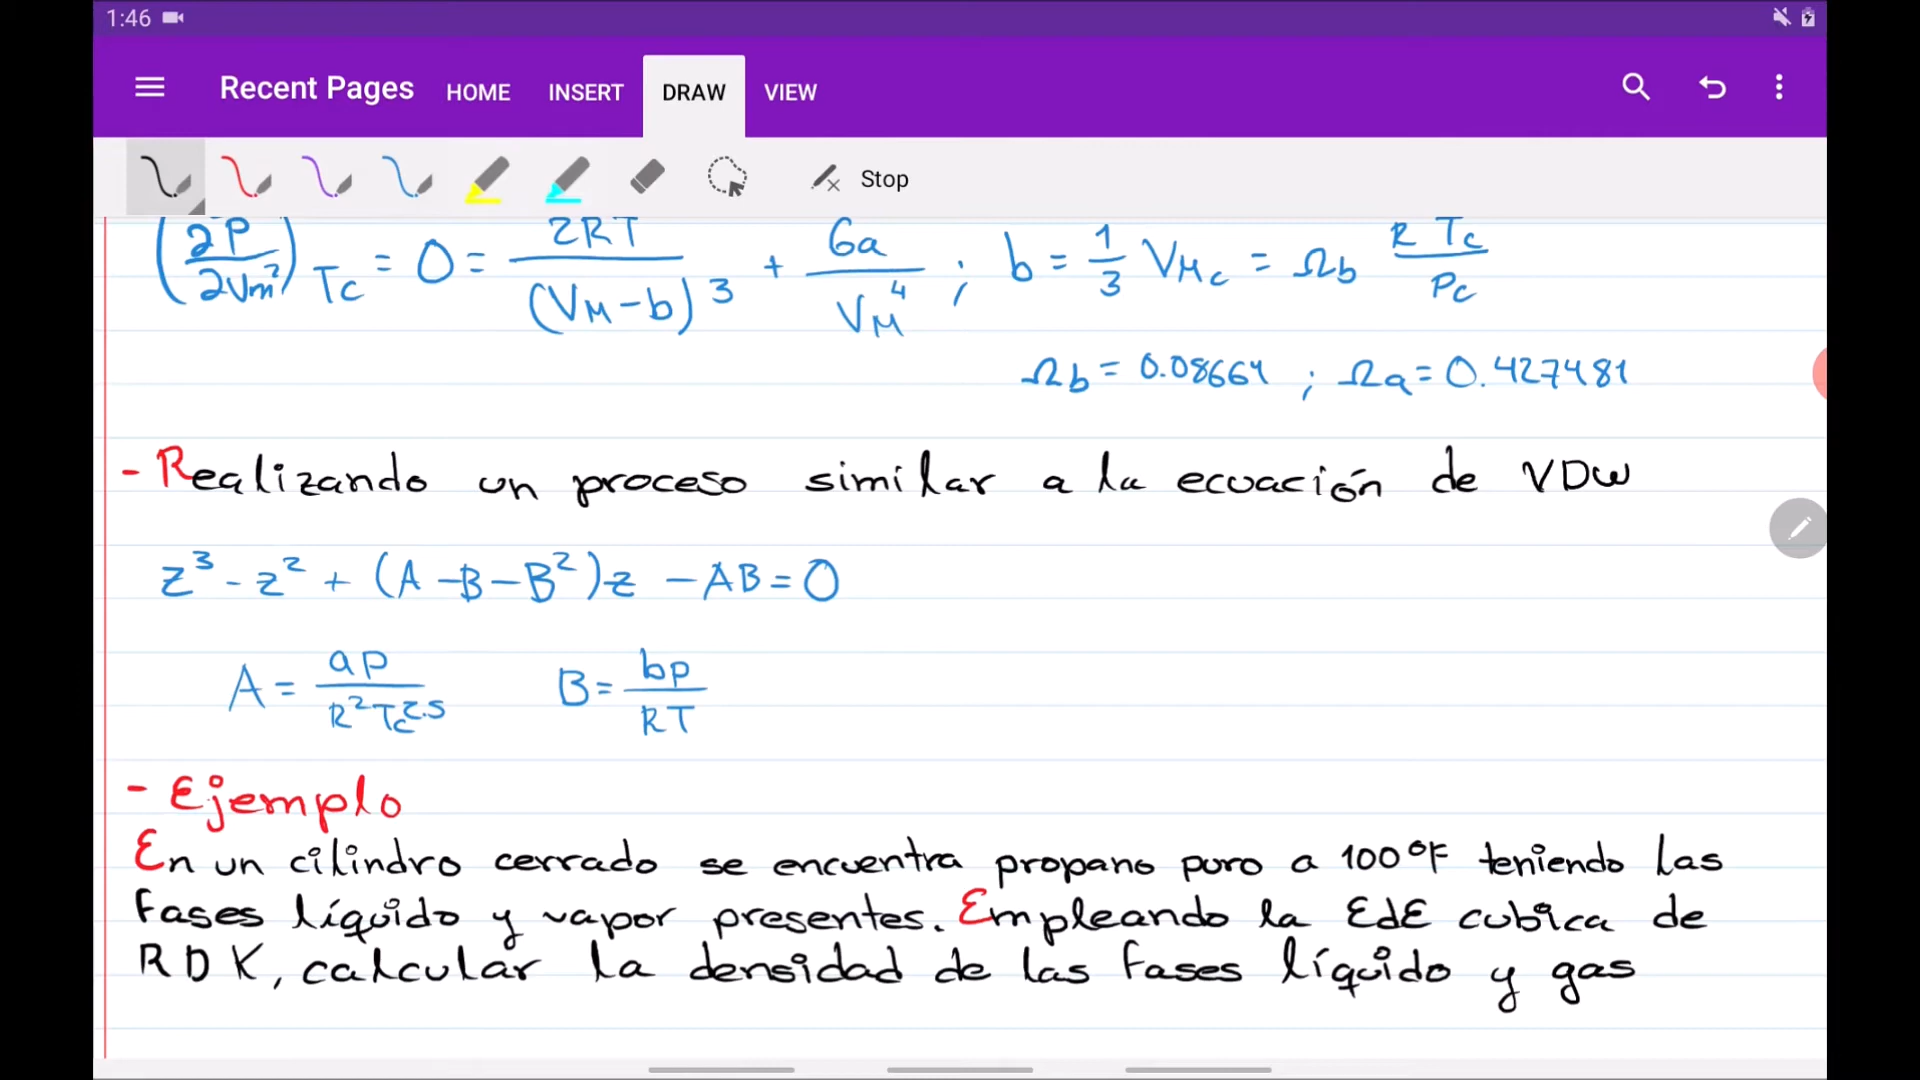 1:46
Recent Pages HOME INSERT DRAW VIEW
Stop
(∂²P/∂Vm²)Tc = 0 = 2RT/(VM-b)³ + 6a/VM⁴ ; b = 1/3 VMc = Ωb R Tc/Pc
Ωb = 0.08664 ; Ωa = 0.427481
- Realizando un proceso similar a la ecuación de VDW
z³ - z² + (A - B - B²)z - AB = 0
A = ap/R²Tc^2.5 B = bp/RT
- Ejemplo
En un cilindro cerrado se encuentra propano puro a 100°F teniendo las
fases líquido y vapor presentes. Empleando la EdE cubica de
RDK, calcular la densidad de las fases líquido y gas